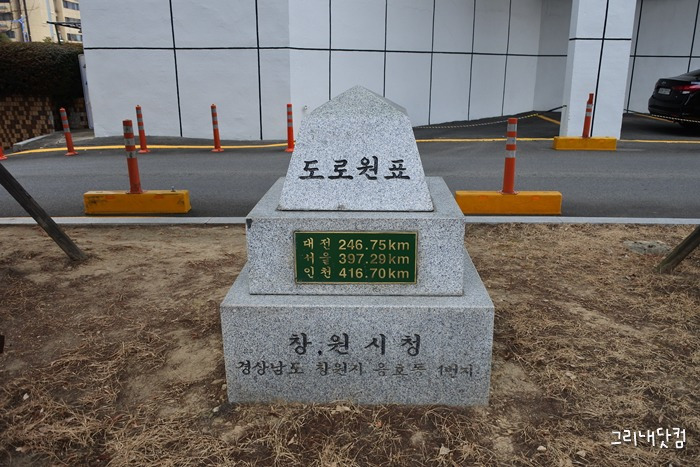 도로원표
대전 246.75km
서울 397.29km
인천 416.70km
창.원시청
경상남도 창원시 용호동 1번지
그리내닷컴